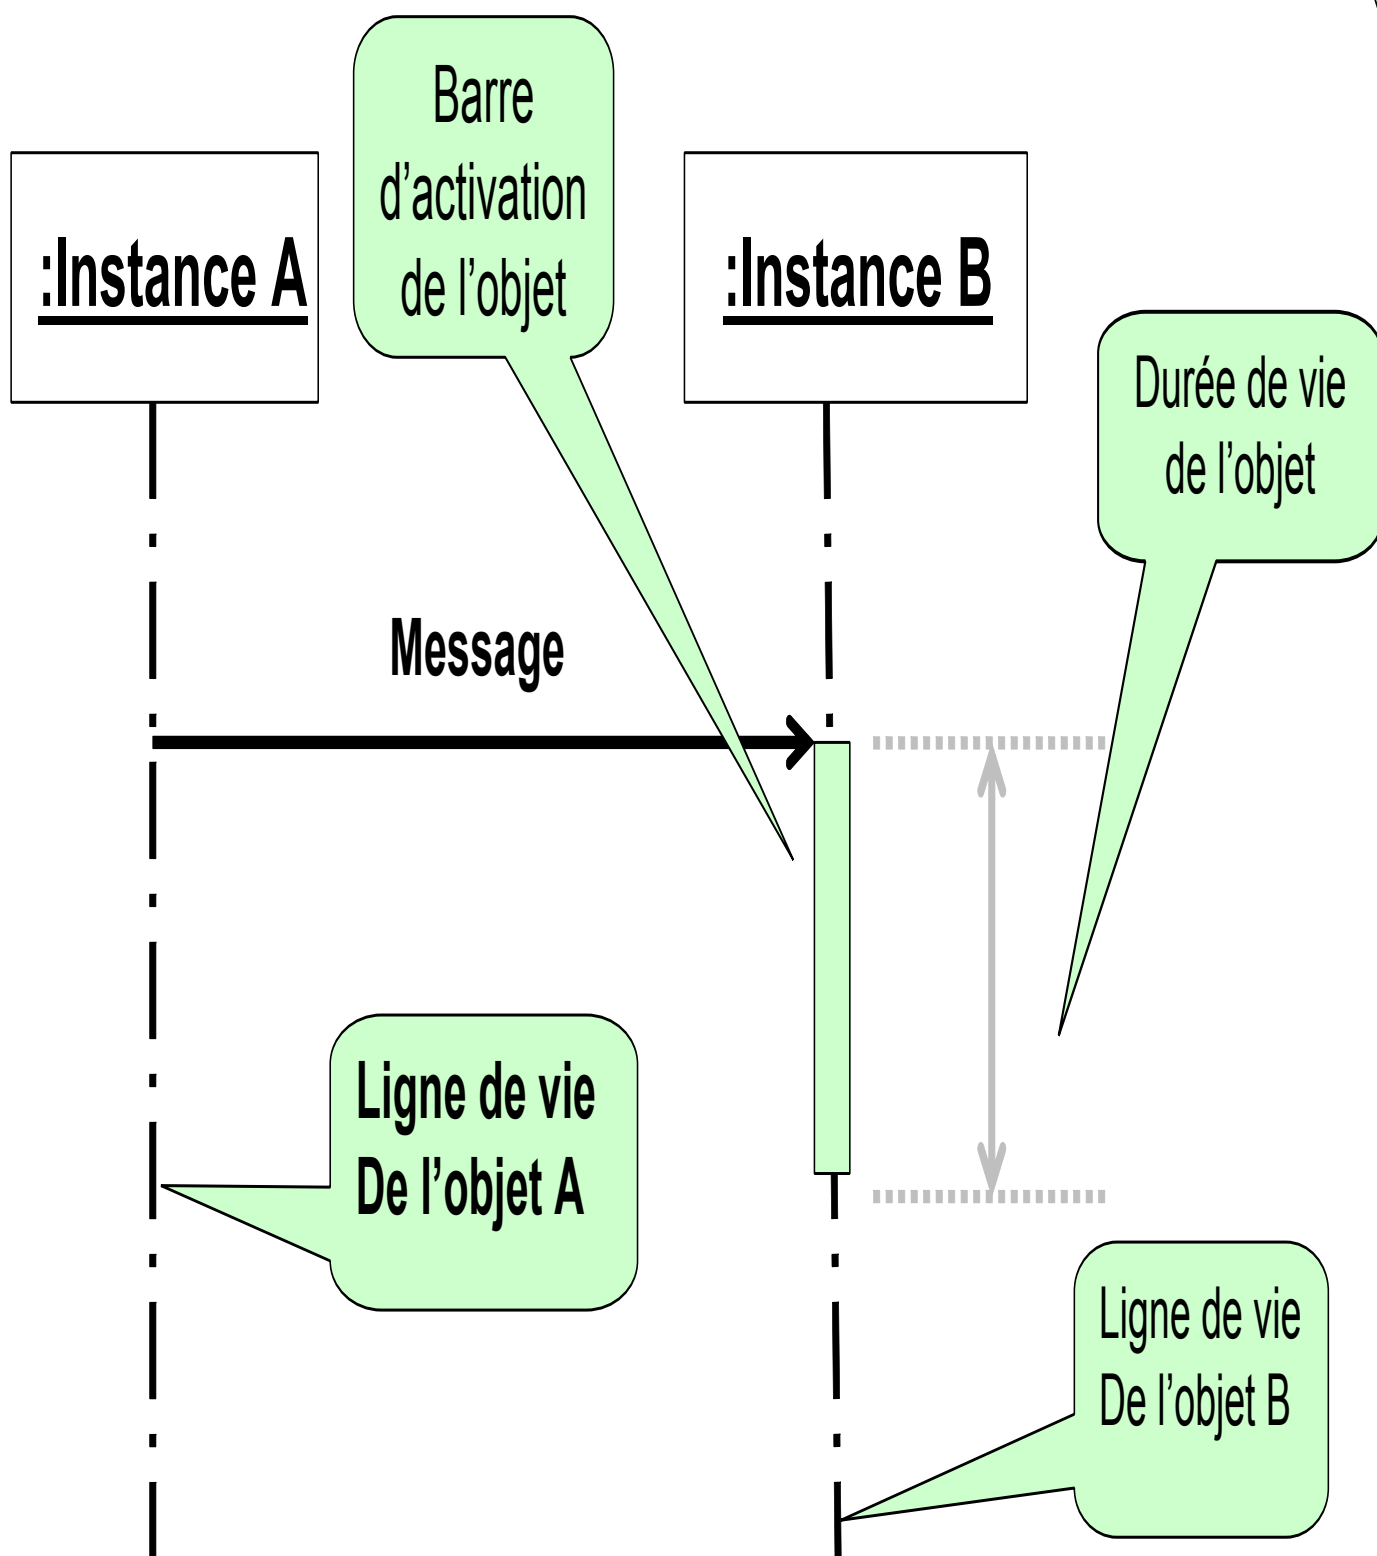 Barre
d’activation
de l’objet
:Instance A
:Instance B
Durée de vie
de l’objet
Message
Ligne de vie
De l’objet A
Ligne de vie
De l’objet B